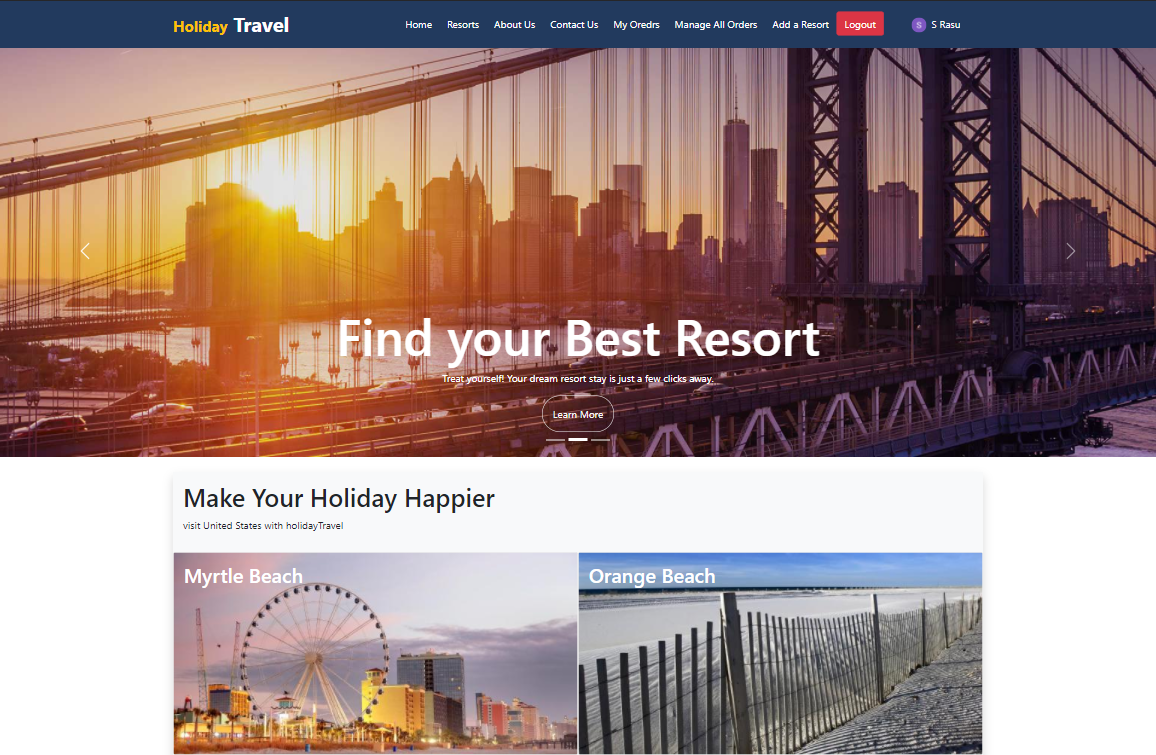 Holiday Travel
Home Resorts About Us Contact Us My Oredrs Manage All Orders Add a Resort Logout S S Rasu
Find your Best Resort
Treat yourself! Your dream resort stay is just a few clicks away.
Learn More
Make Your Holiday Happier
visit United States with holidayTravel
Myrtle Beach
Orange Beach